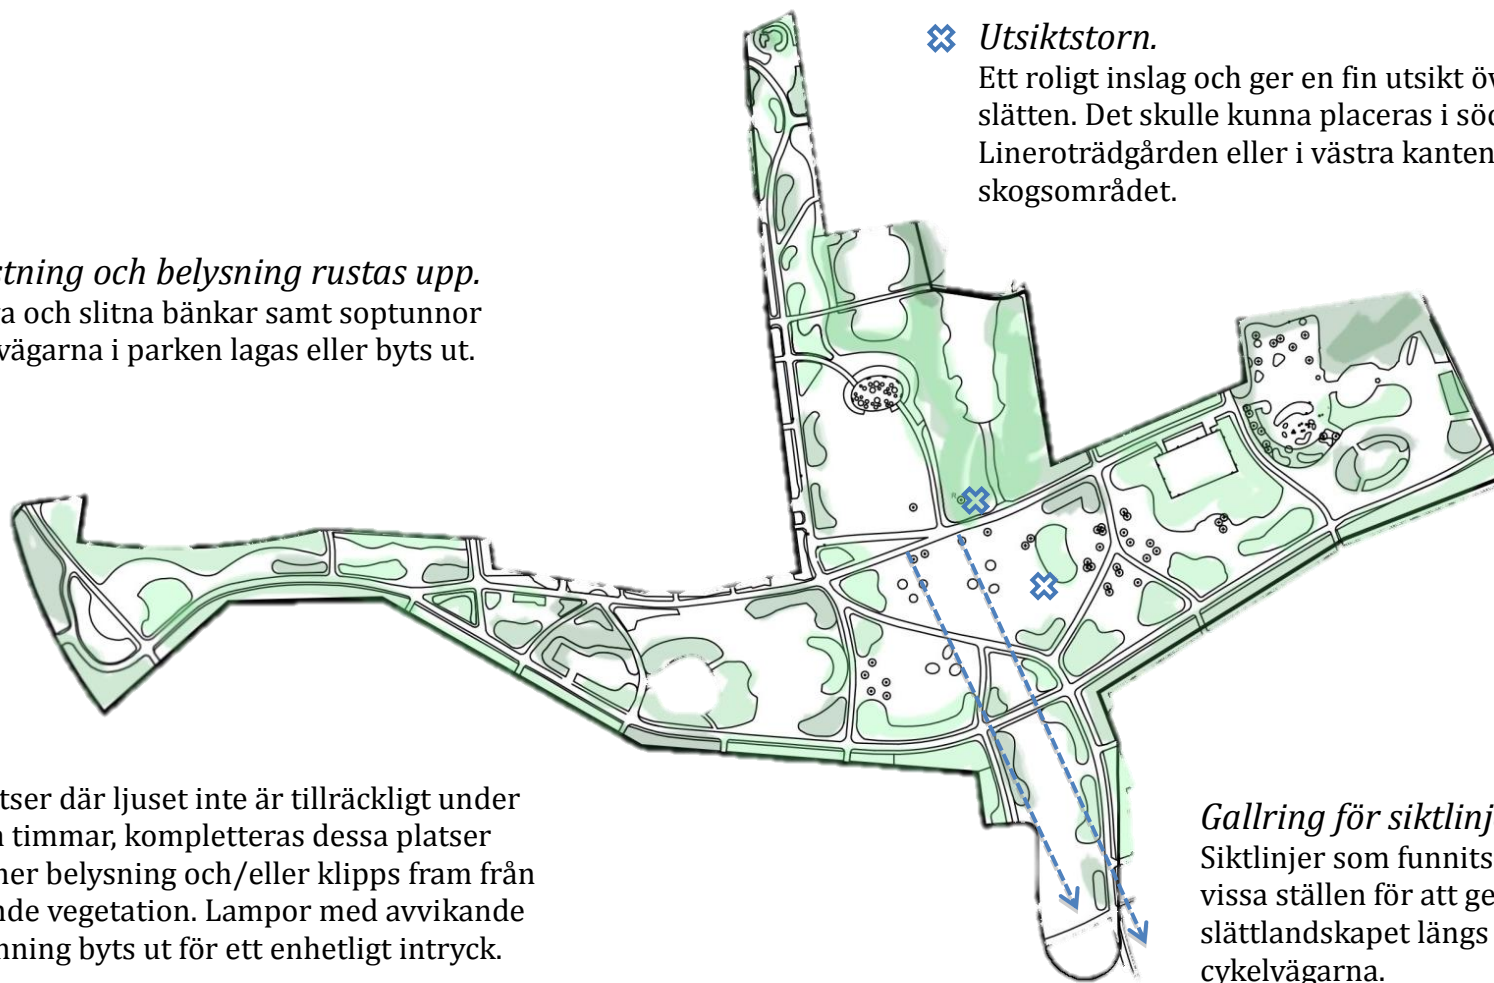 Utsiktstorn.
Ett roligt inslag och ger en fin utsikt öv
slätten. Det skulle kunna placeras i söd
Lineroträdgården eller i västra kanten
skogsområdet.
stning och belysning rustas upp.
a och slitna bänkar samt soptunnor
vägarna i parken lagas eller byts ut.
tser där ljuset inte är tillräckligt under
n timmar, kompletteras dessa platser
ner belysning och/eller klipps fram från
nde vegetation. Lampor med avvikande
nning byts ut för ett enhetligt intryck.
Gallring för siktlinj
Siktlinjer som funnits
vissa ställen för att ge
slättlandskapet längs
cykelvägarna.